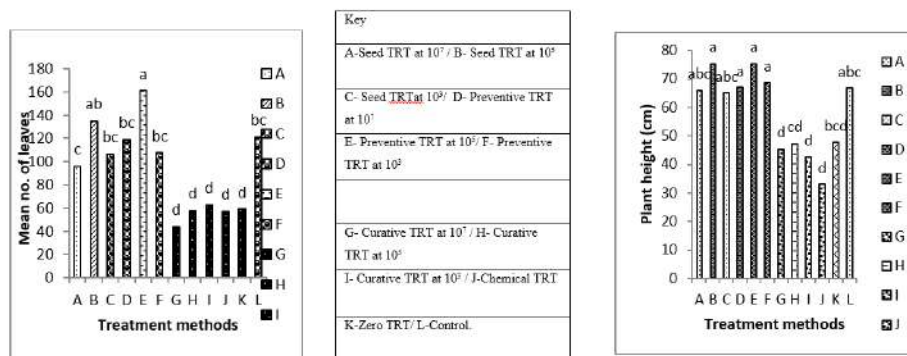 180
160
140
120
100
80
60
40
20
0
Mean no. of leaves
c ab bc bc a bc d d d d d bc
A B C D E F G H I J K L
Treatment methods
A
B
C
D
E
F
G
H
I
Key
A-Seed TRT at 10⁷ / B- Seed TRT at 10⁵
C- Seed TRTat 10³/ D- Preventive TRT
at 10⁷
E- Preventive TRT at 10⁵/ F- Preventive
TRT at 10³
G- Curative TRT at 10⁷ / H- Curative
TRT at 10⁵
I- Curative TRT at 10³ / J-Chemical TRT
K-Zero TRT/ L-Control.
80
70
60
50
40
30
20
10
0
Plant height (cm)
abc a abc a a a d cd d d bcd abc
A B C D E F G H I J K L
Treatment methods
A
B
C
D
E
F
G
H
I
J